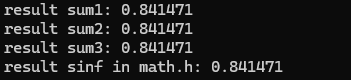 result sum1: 0.841471
result sum2: 0.841471
result sum3: 0.841471
result sinf in math.h: 0.841471